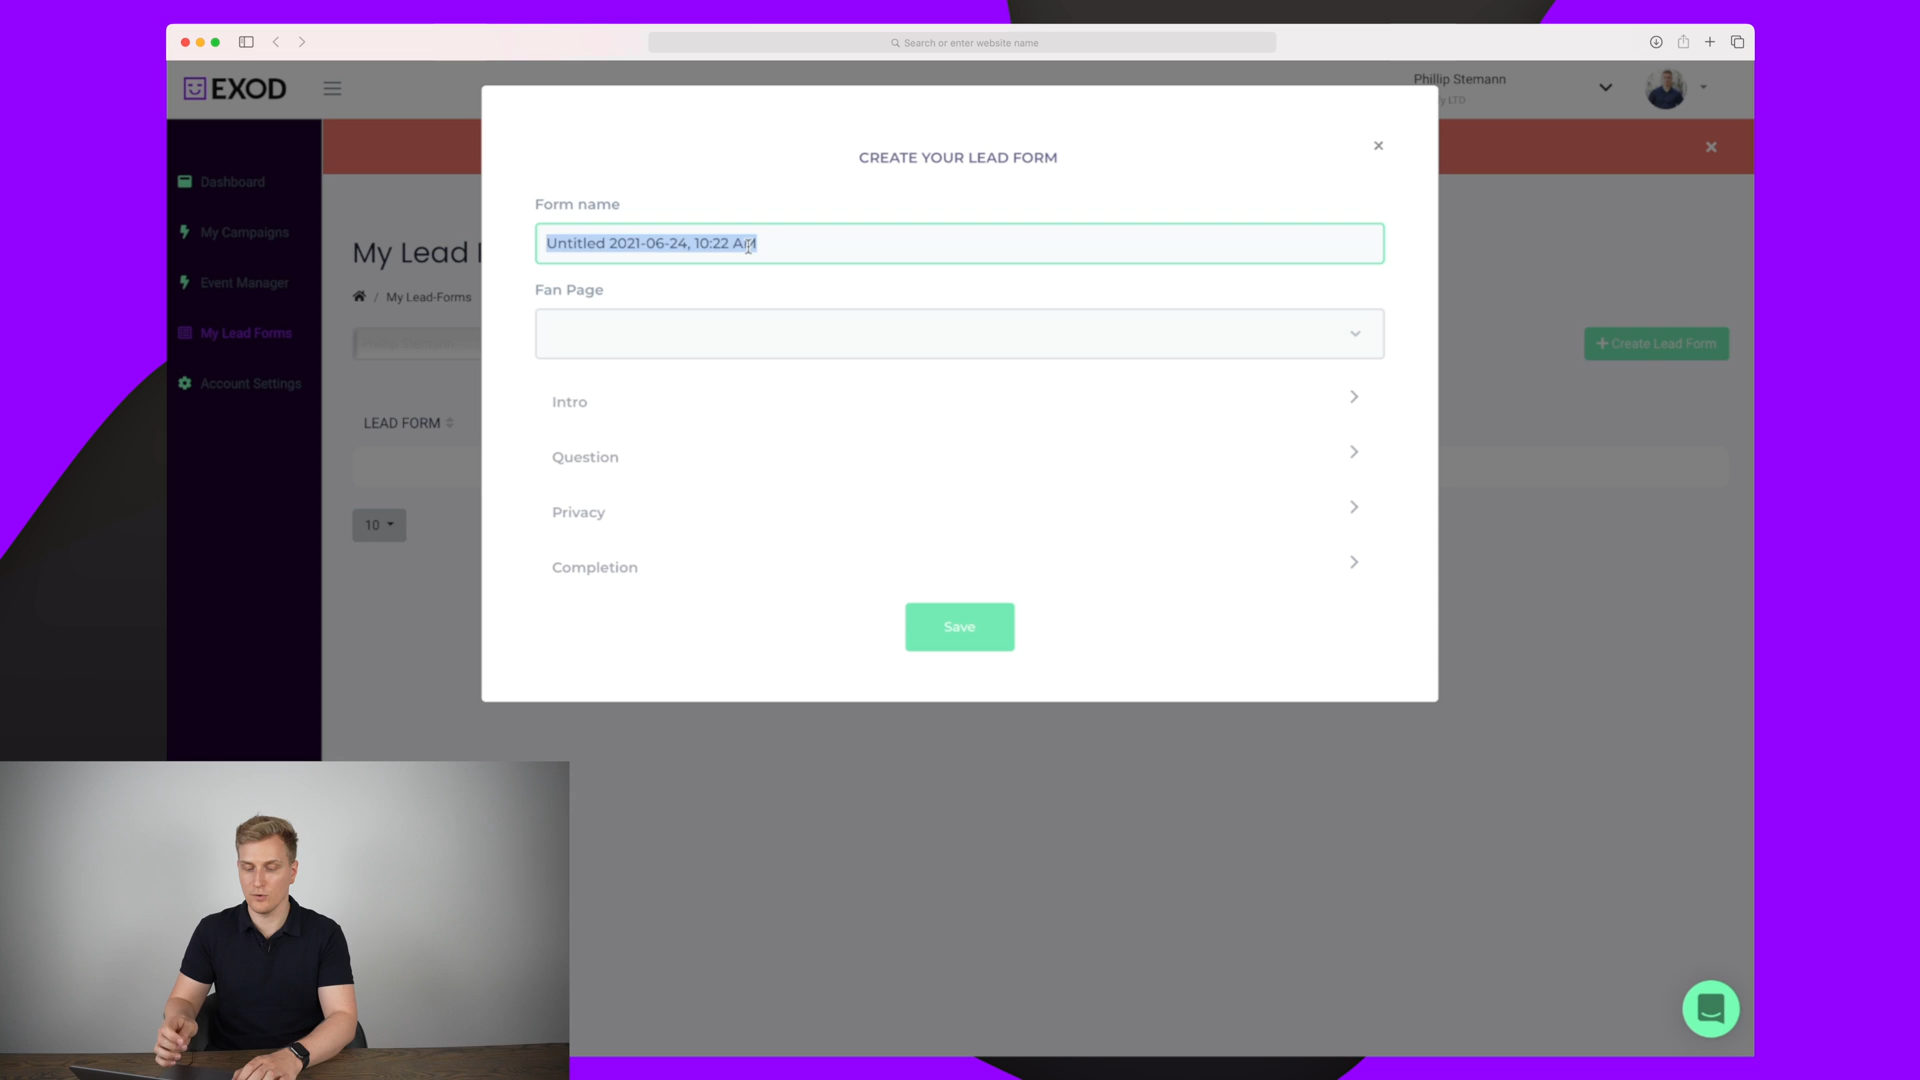 Search or enter website name
EXOD
Phillip Stemann
y LTD
CREATE YOUR LEAD FORM
Dashboard
My Campaigns
Event Manager
My Lead Forms
Account Settings
My Lead
/ My Lead-Forms
+ Create Lead Form
LEAD FORM
10
Form name
Untitled 2021-06-24, 10:22 AM
Fan Page
Intro
Question
Privacy
Completion
Save